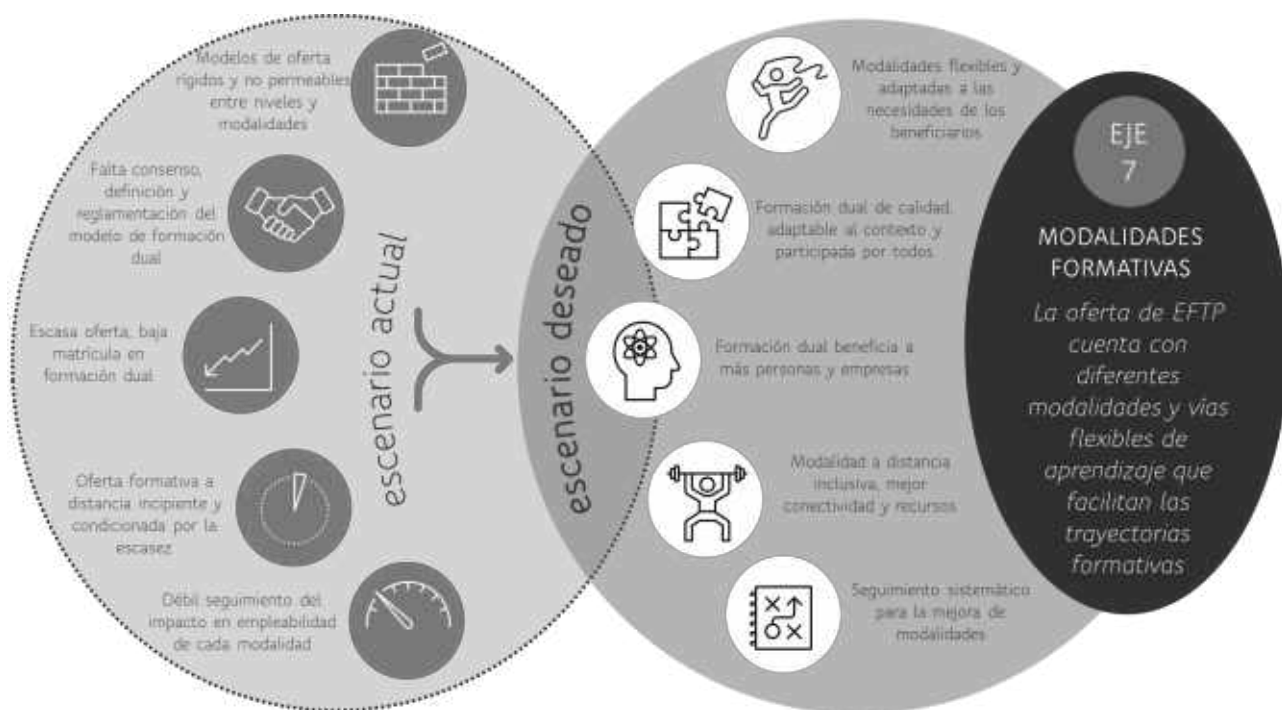 Modelos de oferta
rígidos y no permeables
entre niveles y
modalidades
Falta consenso,
definición y
reglamentación del
modelo de formación
dual
Escasa oferta, baja
matrícula en
formación dual
Oferta formativa a
distancia incipiente y
condicionada por la
escasez
Débil seguimiento del
impacto en empleabilidad
de cada modalidad
escenario actual
escenario deseado
Modalidades flexibles y
adaptadas a las
necesidades de los
beneficiarios
Formación dual de calidad,
adaptable al contexto y
participada por todos
Formación dual beneficia a
más personas y empresas
Modalidad a distancia
inclusiva, mejor
conectividad y recursos
Seguimiento sistemático
para la mejora de
modalidades
EJE
7
MODALIDADES
FORMATIVAS
La oferta de EFTP
cuenta con
diferentes
modalidades y vías
flexibles de
aprendizaje que
facilitan las
trayectorias
formativas